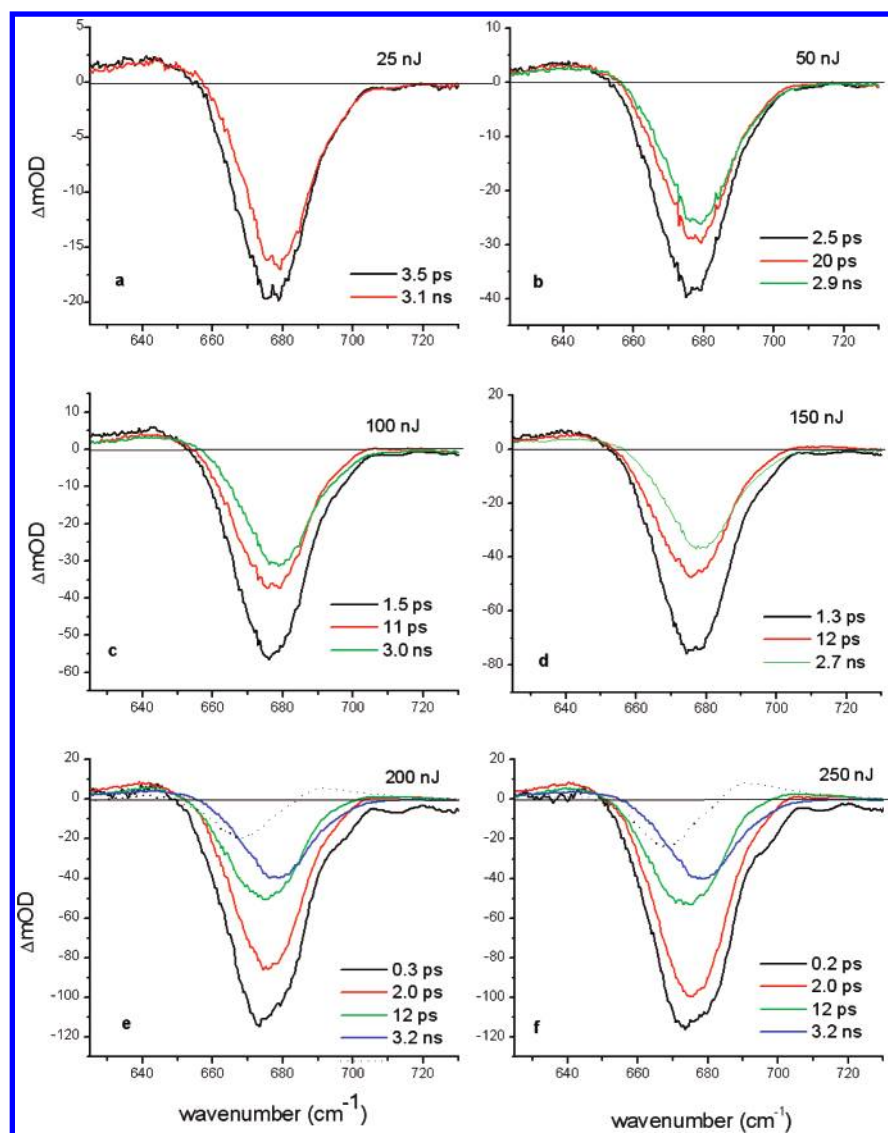 5
0
-5
-10
-15
-20
ΔmOD
25 nJ
a
3.5 ps
3.1 ns
640 660 680 700 720
10
0
-10
-20
-30
-40
50 nJ
b
2.5 ps
20 ps
2.9 ns
640 660 680 700 720
10
0
-10
-20
-30
-40
-50
-60
ΔmOD
100 nJ
c
1.5 ps
11 ps
3.0 ns
640 660 680 700 720
20
0
-20
-40
-60
-80
150 nJ
d
1.3 ps
12 ps
2.7 ns
640 660 680 700 720
20
0
-20
-40
-60
-80
-100
-120
ΔmOD
200 nJ
e
0.3 ps
2.0 ps
12 ps
3.2 ns
640 660 680 700 720
wavenumber (cm⁻¹)
20
0
-20
-40
-60
-80
-100
-120
250 nJ
f
0.2 ps
2.0 ps
12 ps
3.2 ns
640 660 680 700 720
wavenumber (cm⁻¹)